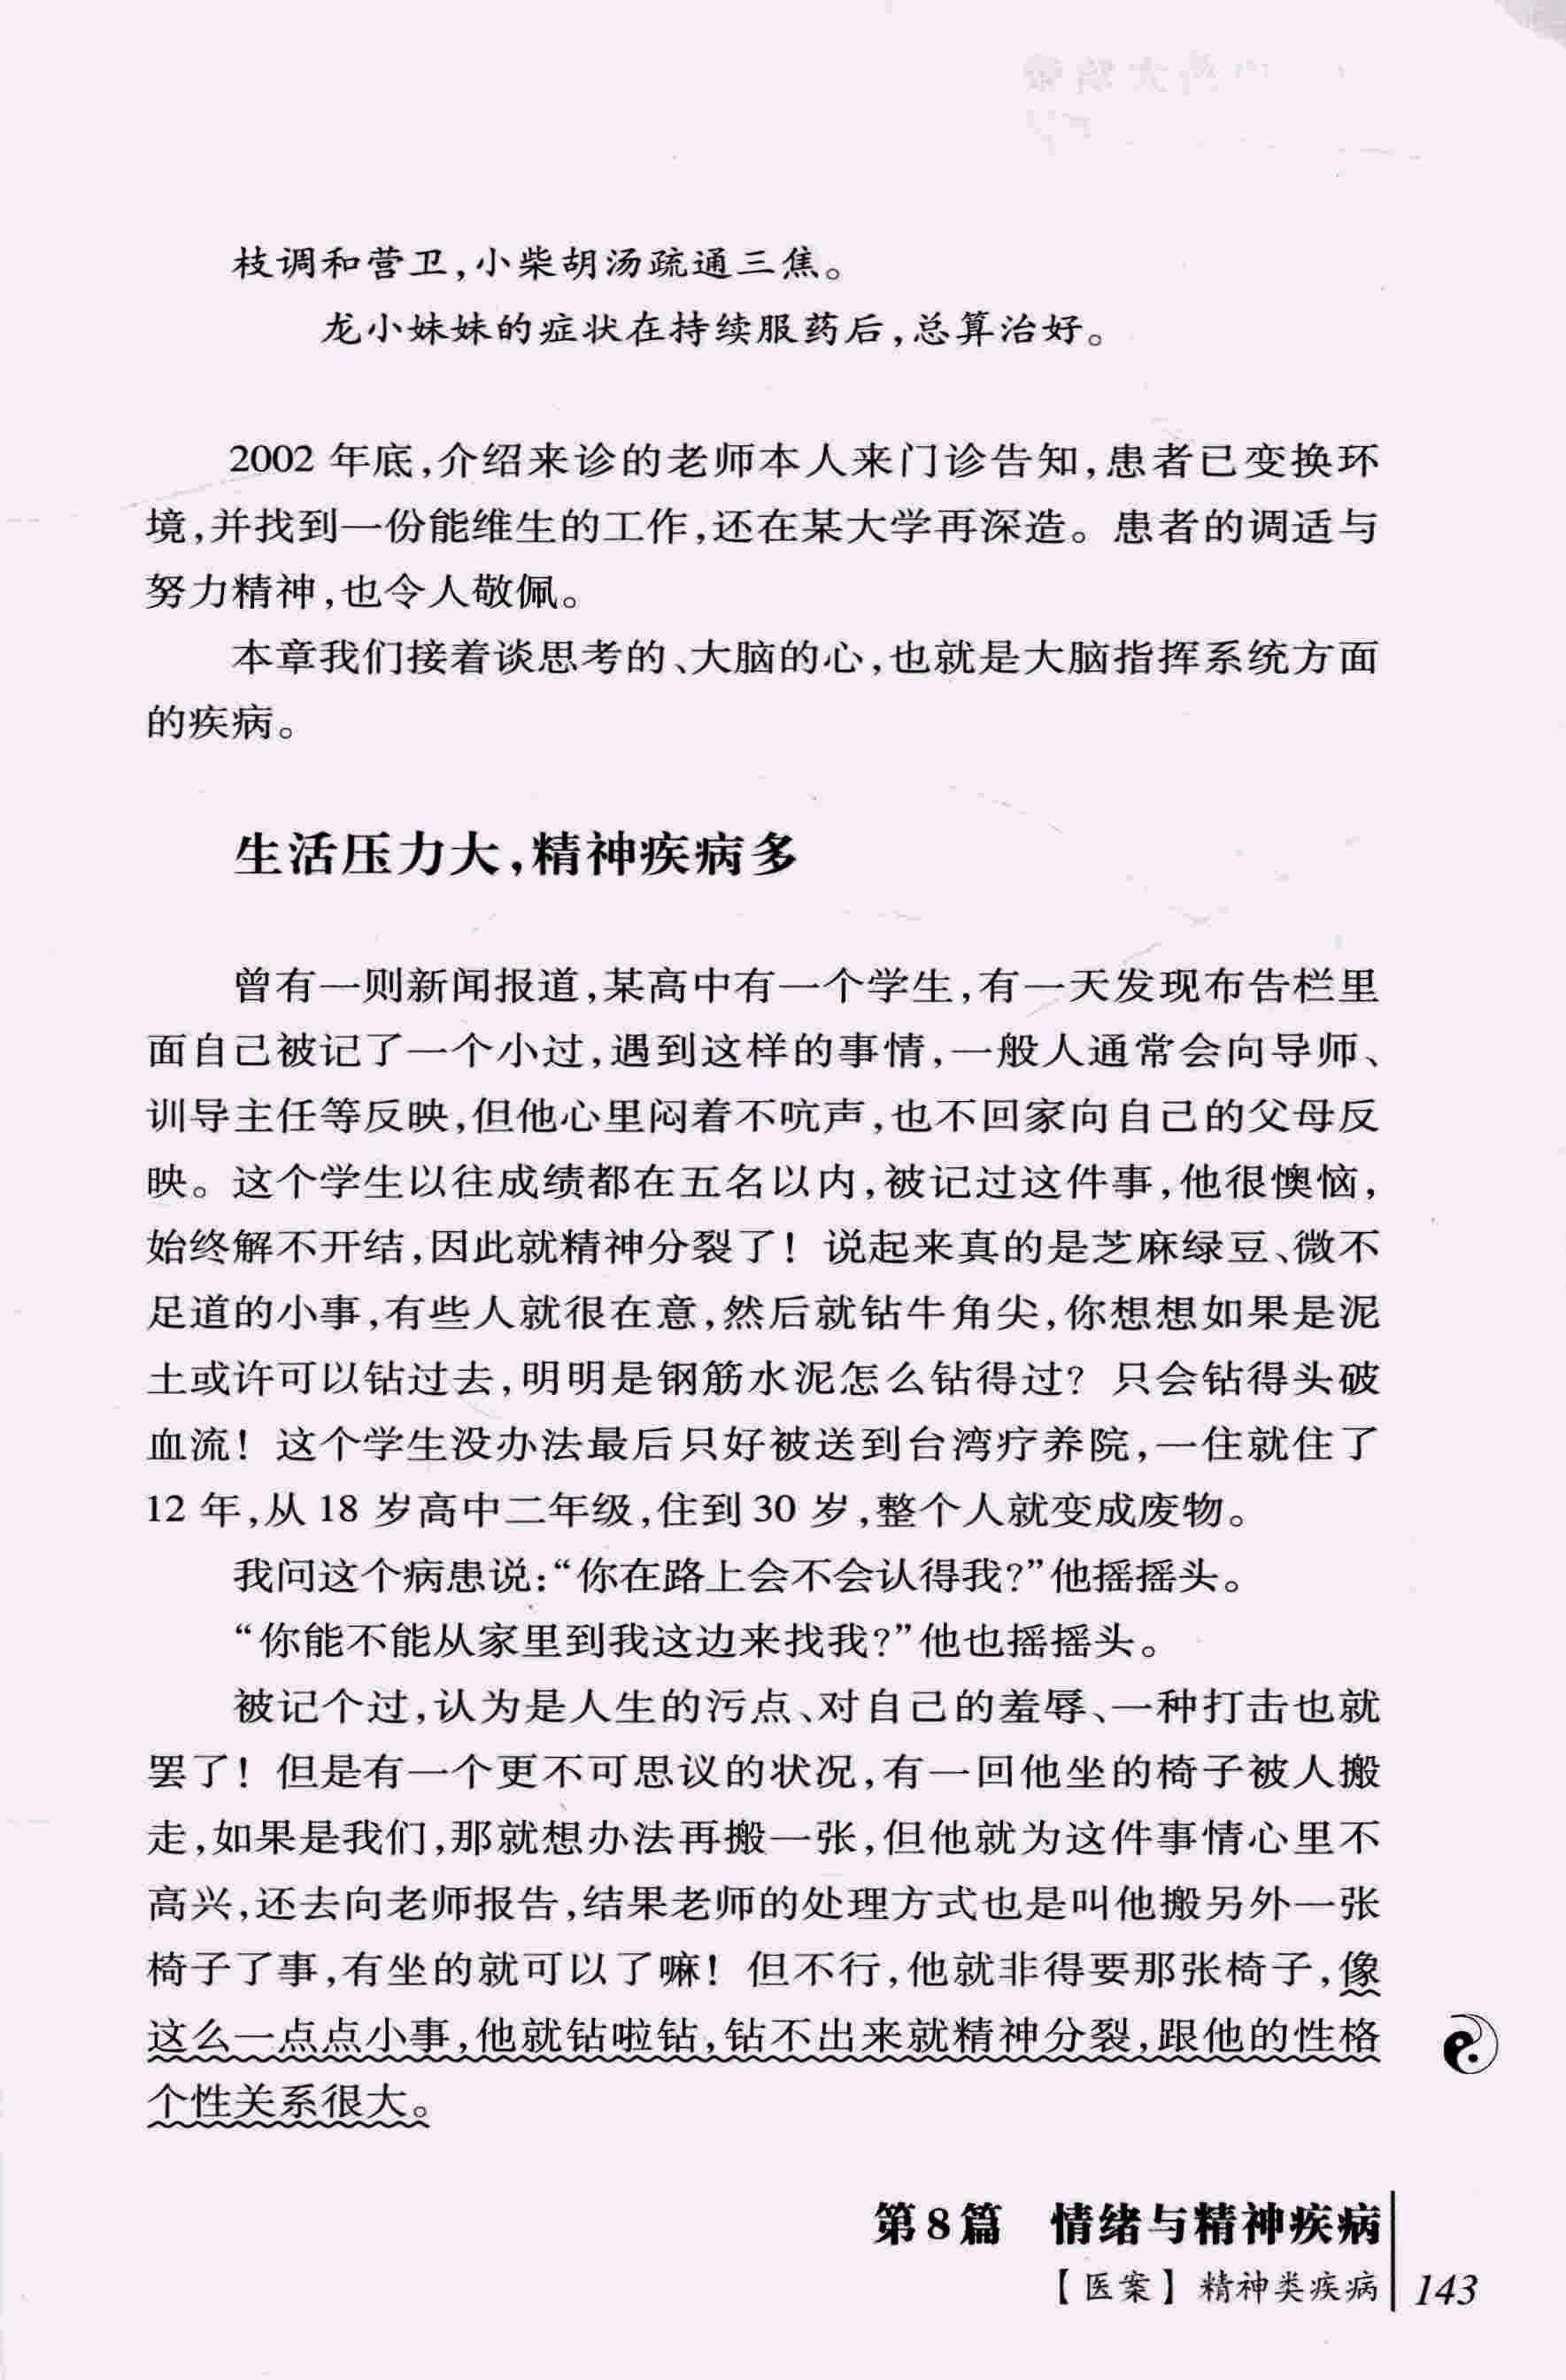 枝调和营卫,小柴胡汤疏通三焦。
龙小妹妹的症状在持续服药后,总算治好。
2002 年底,介绍来诊的老师本人来门诊告知,患者已变换环
境,并找到一份能维生的工作,还在某大学再深造。患者的调适与
努力精神,也令人敬佩。
本章我们接着谈思考的、大脑的心,也就是大脑指挥系统方面
的疾病。
生活压力大,精神疾病多
曾有一则新闻报道,某高中有一个学生,有一天发现布告栏里
面自己被记了一个小过,遇到这样的事情,一般人通常会向导师、
训导主任等反映,但他心里闷着不吭声,也不回家向自己的父母反
映。这个学生以往成绩都在五名以内,被记过这件事,他很懊恼,
始终解不开结,因此就精神分裂了! 说起来真的是芝麻绿豆、微不
足道的小事,有些人就很在意,然后就钻牛角尖,你想想如果是泥
土或许可以钻过去,明明是钢筋水泥怎么钻得过? 只会钻得头破
血流! 这个学生没办法最后只好被送到台湾疗养院,一住就住了
12 年,从 18 岁高中二年级,住到 30 岁,整个人就变成废物。
我问这个病患说:“你在路上会不会认得我?”他摇摇头。
“你能不能从家里到我这边来找我?”他也摇摇头。
被记个过,认为是人生的污点、对自己的羞辱、一种打击也就
罢了! 但是有一个更不可思议的状况,有一回他坐的椅子被人搬
走,如果是我们,那就想办法再搬一张,但他就为这件事情心里不
高兴,还去向老师报告,结果老师的处理方式也是叫他搬另外一张
椅子了事,有坐的就可以了嘛! 但不行,他就非得要那张椅子,像
这么一点点小事,他就钻啦钻,钻不出来就精神分裂,跟他的性格
个性关系很大。
第8篇 情绪与精神疾病
【医案】精神类疾病 143